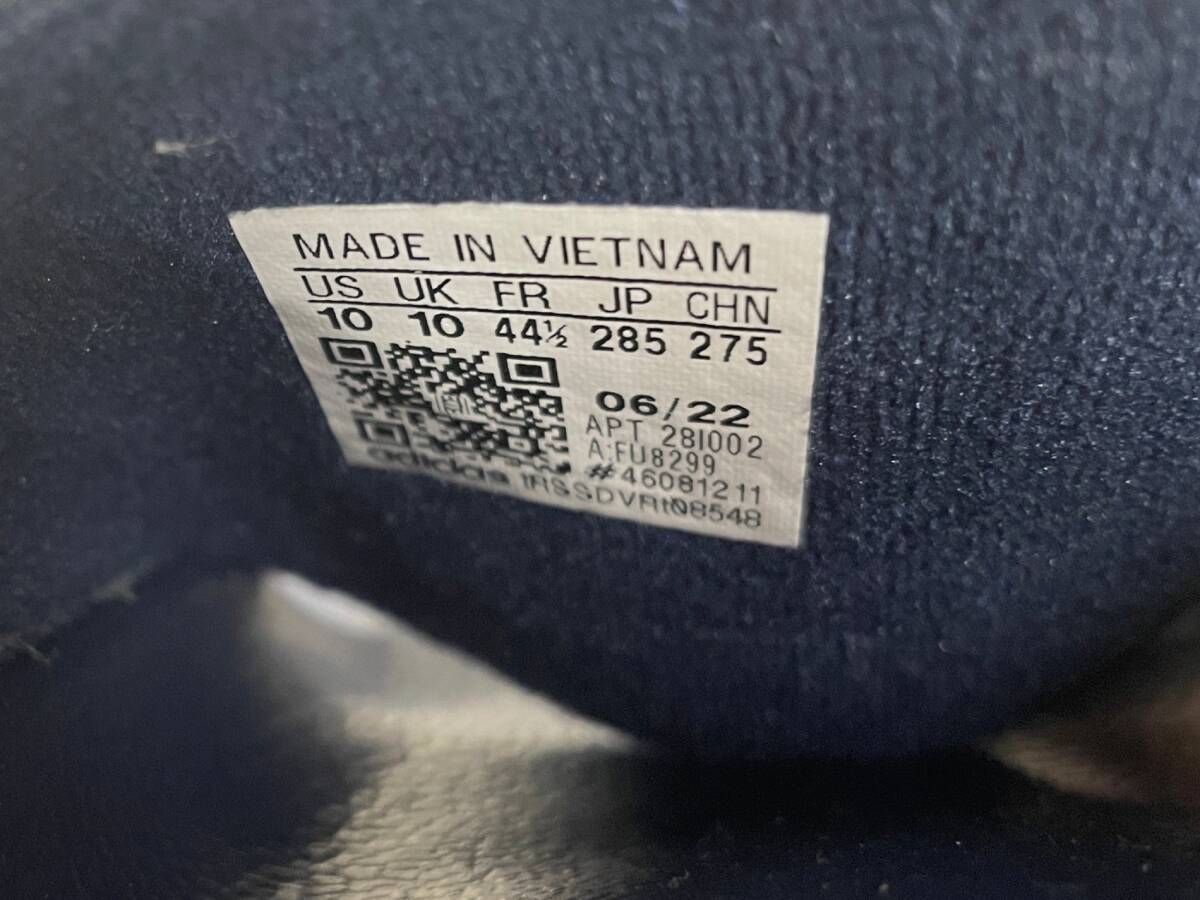 MADE IN VIETNAM
US UK FR JP CHN
10 10 44½ 285 275
06/22
APT 28I002
A:FU8299
#46081211
adidas